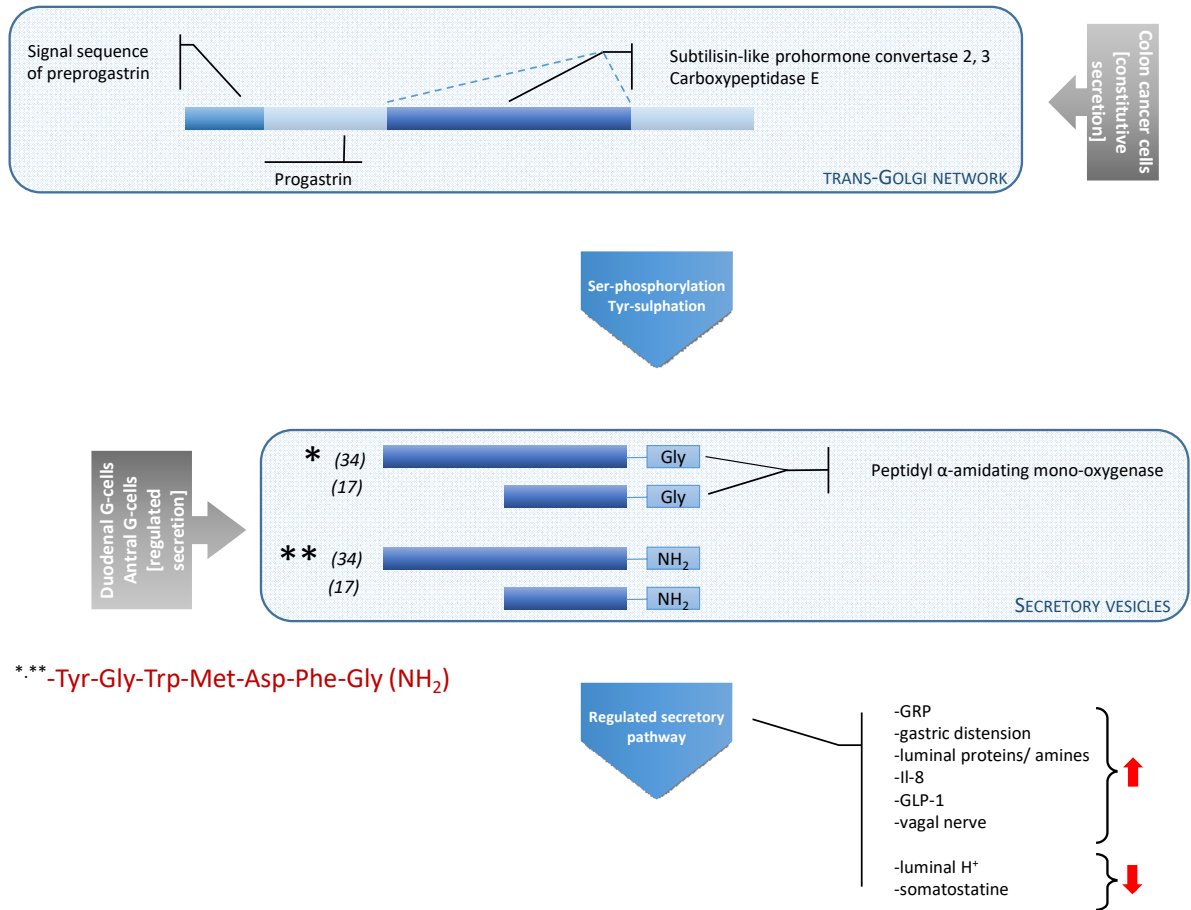 Signal sequence
of preprogastrin
Subtilisin-like prohormone convertase 2, 3
Carboxypeptidase E
Progastrin
TRANS-GOLGI NETWORK
Colon cancer cells
[constitutive
secretion]
Ser-phosphorylation
Tyr-sulphation
Duodenal G-cells
Antral G-cells
[regulated
secretion]
* (34)
(17)
Gly
Gly
Peptidyl α-amidating mono-oxygenase
** (34)
(17)
NH₂
NH₂
SECRETORY VESICLES
*,**-Tyr-Gly-Trp-Met-Asp-Phe-Gly (NH₂)
Regulated secretory
pathway
-GRP
-gastric distension
-luminal proteins/ amines
-Il-8
-GLP-1
-vagal nerve
-luminal H⁺
-somatostatine